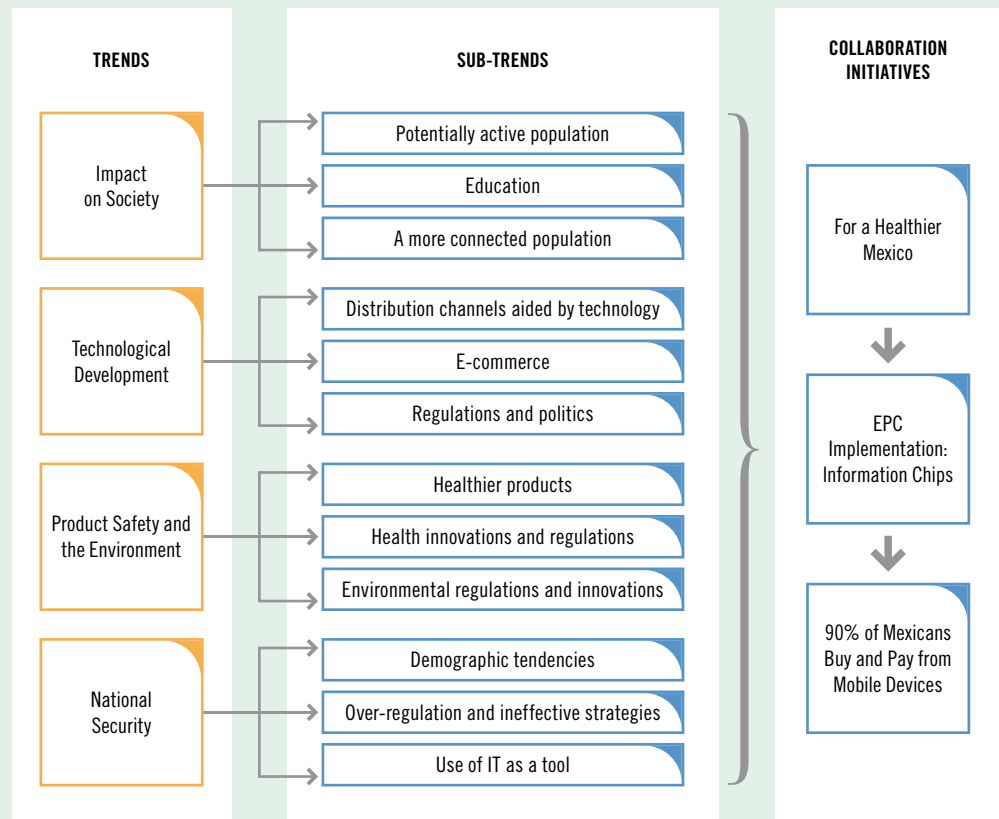 TRENDS
SUB-TRENDS
COLLABORATION
INITIATIVES
Impact
on Society
Potentially active population
Education
A more connected population
Technological
Development
Distribution channels aided by technology
E-commerce
Regulations and politics
Product Safety and
the Environment
Healthier products
Health innovations and regulations
Environmental regulations and innovations
National
Security
Demographic tendencies
Over-regulation and ineffective strategies
Use of IT as a tool
For a Healthier
Mexico
EPC
Implementation:
Information Chips
90% of Mexicans
Buy and Pay from
Mobile Devices